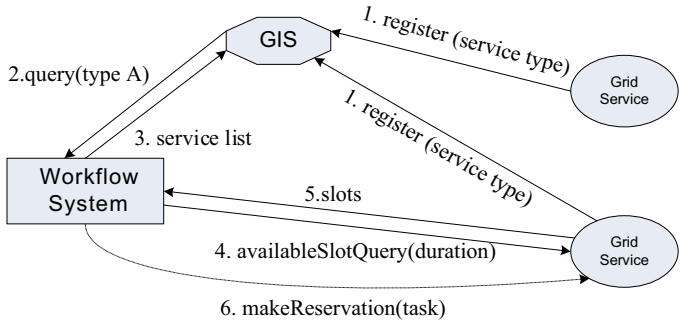 1. register (service type)
GIS
2.query(type A)
Grid
Service
1. register (service type)
3. service list
Workflow
System
5.slots
Grid
Service
4. availableSlotQuery(duration)
6. makeReservation(task)